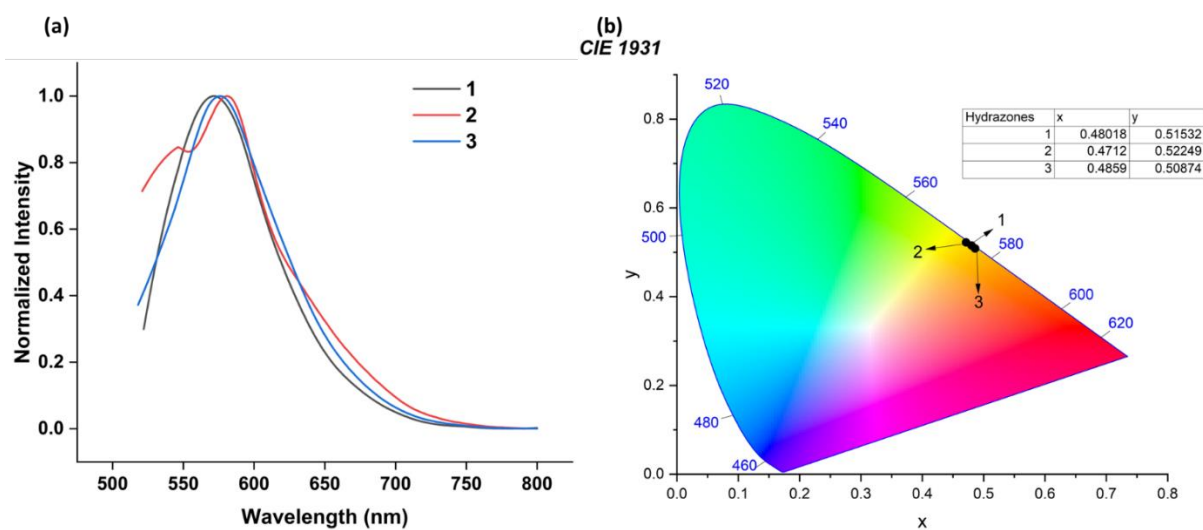 (a)
1
2
3
1.0
0.8
0.6
0.4
0.2
0.0
Normalized Intensity
500 550 600 650 700 750 800
Wavelength (nm)
(b)
CIE 1931
Hydrazones x y
1 0.48018 0.51532
2 0.4712 0.52249
3 0.4859 0.50874
520
540
560
500
580
600
620
480
460
1
2
3
0.8
0.6
0.4
0.2
0.0
y
0.0 0.1 0.2 0.3 0.4 0.5 0.6 0.7 0.8
x